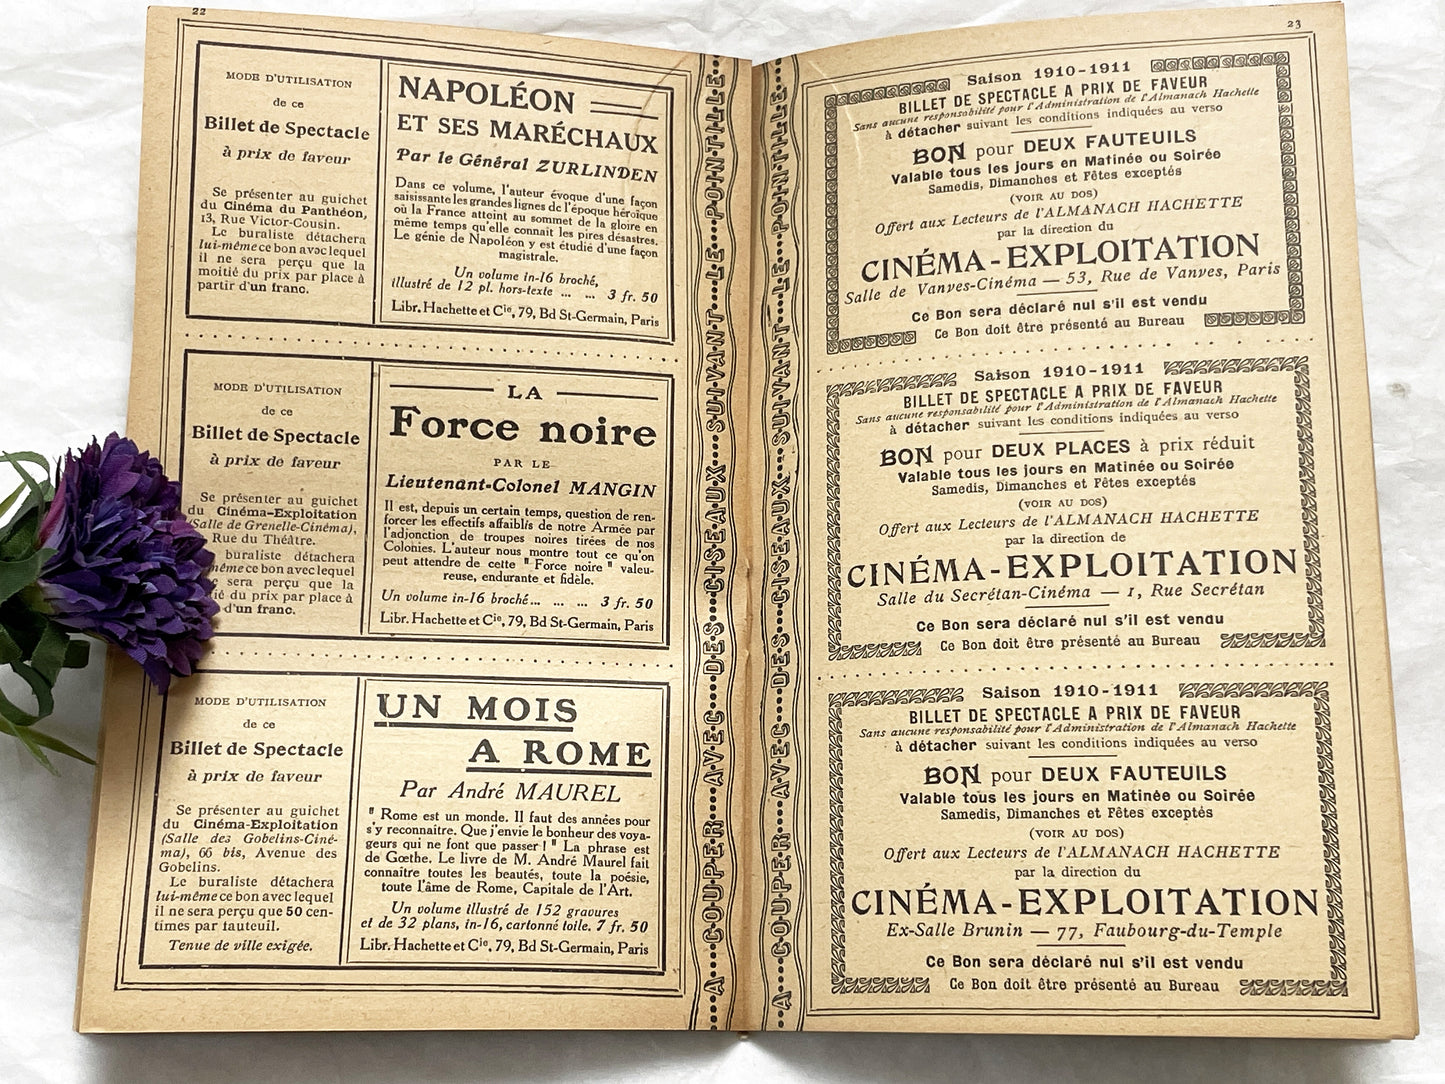 22
MODE D'UTILISATION
de ce
Billet de Spectacle
à prix de faveur
Se présenter au guichet
du Cinéma du Panthéon,
13, Rue Victor-Cousin.
Le buraliste détachera
lui-même ce bon avec lequel
il ne sera perçu que la
moitié du prix par place à
partir d'un franc.
NAPOLÉON
ET SES MARÉCHAUX
Par le Général ZURLINDEN
Dans ce volume, l'auteur évoque d'une façon
saisissante les grandes lignes de l'époque héroïque
où la France atteint au sommet de la gloire en
même temps qu'elle connaît les pires désastres.
Le génie de Napoléon y est étudié d'une façon
magistrale.
Un volume in-16 broché,
illustré de 12 pl. hors-texte ... ... 3 fr. 50
Libr. Hachette et Cie, 79, Bd St-Germain, Paris
MODE D'UTILISATION
de ce
Billet de Spectacle
à prix de faveur
Se présenter au guichet
du Cinéma-Exploitation
(Salle de Grenelle-Cinéma),
Rue du Théâtre.
buraliste détachera
même ce bon avec lequel
sera perçu que la
du prix par place à
d'un franc.
LA
Force noire
PAR LE
Lieutenant-Colonel MANGIN
Il est, depuis un certain temps, question de ren-
forcer les effectifs affaiblis de notre Armée par
l'adjonction de troupes noires tirées de nos
Colonies. L'auteur nous montre tout ce qu'on
peut attendre de cette " Force noire " valeu-
reuse, endurante et fidèle.
Un volume in-16 broché... ... ... 3 fr. 50
Libr. Hachette et Cie, 79, Bd St-Germain, Paris
MODE D'UTILISATION
de ce
Billet de Spectacle
à prix de faveur
Se présenter au guichet
du Cinéma-Exploitation
(Salle des Gobelins-Ciné-
ma), 66 bis, Avenue des
Gobelins.
Le buraliste détachera
lui-même ce bon avec lequel
il ne sera perçu que 50 cen-
times par fauteuil.
Tenue de ville exigée.
UN MOIS
A ROME
Par André MAUREL
" Rome est un monde. Il faut des années pour
s'y reconnaître. Que j'envie le bonheur des voya-
geurs qui ne font que passer ! " La phrase est
de Gœthe. Le livre de M. André Maurel fait
connaître toutes les beautés, toute la poésie,
toute l'âme de Rome, Capitale de l'Art.
Un volume illustré de 152 gravures
et de 32 plans, in-16, cartonné toile. 7 fr. 50
Libr. Hachette et Cie, 79, Bd St-Germain, Paris
A COUPER AVEC DES CISEAUX SUIVANT LE POINTILLÉ
A COUPER AVEC DES CISEAUX SUIVANT LE POINTILLÉ
23
Saison 1910-1911
BILLET DE SPECTACLE A PRIX DE FAVEUR
Sans aucune responsabilité pour l'Administration de l'Almanach Hachette
à détacher suivant les conditions indiquées au verso
BON pour DEUX FAUTEUILS
Valable tous les jours en Matinée ou Soirée
Samedis, Dimanches et Fêtes exceptés
(VOIR AU DOS)
Offert aux Lecteurs de l'ALMANACH HACHETTE
par la direction du
CINÉMA-EXPLOITATION
Salle de Vanves-Cinéma — 53, Rue de Vanves, Paris
Ce Bon sera déclaré nul s'il est vendu
Ce Bon doit être présenté au Bureau
Saison 1910-1911
BILLET DE SPECTACLE A PRIX DE FAVEUR
Sans aucune responsabilité pour l'Administration de l'Almanach Hachette
à détacher suivant les conditions indiquées au verso
BON pour DEUX PLACES à prix réduit
Valable tous les jours en Matinée ou Soirée
Samedis, Dimanches et Fêtes exceptés
(VOIR AU DOS)
Offert aux Lecteurs de l'ALMANACH HACHETTE
par la direction de
CINÉMA-EXPLOITATION
Salle du Secrétan-Cinéma — 1, Rue Secrétan
Ce Bon sera déclaré nul s'il est vendu
Ce Bon doit être présenté au Bureau
Saison 1910-1911
BILLET DE SPECTACLE A PRIX DE FAVEUR
Sans aucune responsabilité pour l'Administration de l'Almanach Hachette
à détacher suivant les conditions indiquées au verso
BON pour DEUX FAUTEUILS
Valable tous les jours en Matinée ou Soirée
Samedis, Dimanches et Fêtes exceptés
(VOIR AU DOS)
Offert aux Lecteurs de l'ALMANACH HACHETTE
par la direction du
CINÉMA-EXPLOITATION
Ex-Salle Brunin — 77, Faubourg-du-Temple
Ce Bon sera déclaré nul s'il est vendu
Ce Bon doit être présenté au Bureau